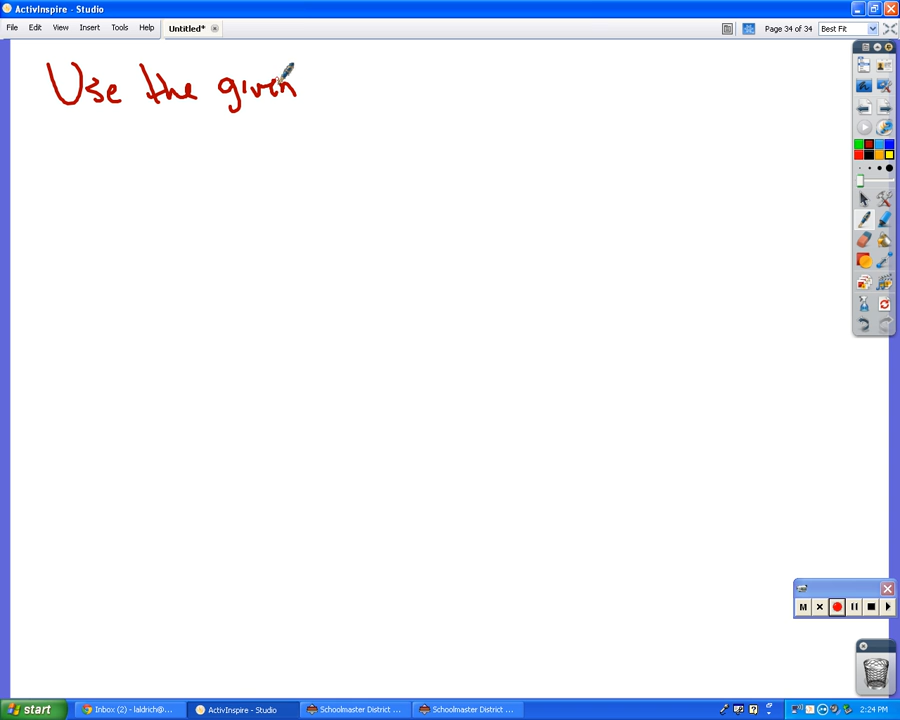 ActivInspire - Studio
File Edit View Insert Tools Help Untitled* Page 34 of 34 Best Fit
Use the given
M
start Inbox (2) - laldrich@... ActivInspire - Studio Schoolmaster District ... Schoolmaster District ... 2:24 PM